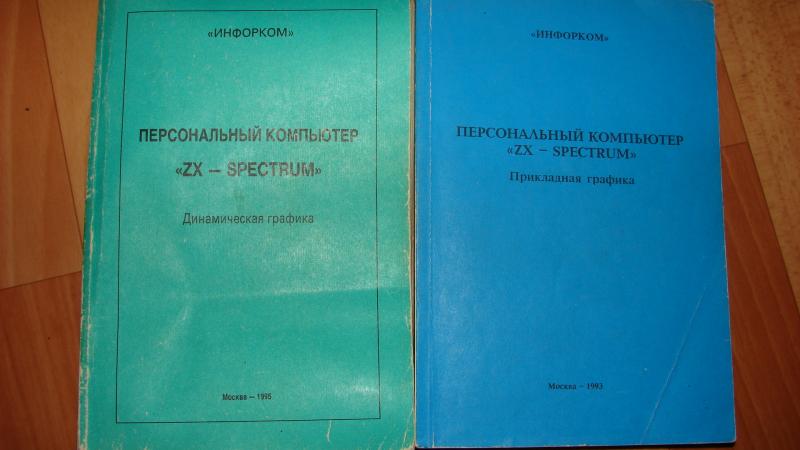 «ИНФОРКОМ»
ПЕРСОНАЛЬНЫЙ КОМПЬЮТЕР
«ZX – SPECTRUM»
Динамическая графика
Москва – 1995
«ИНФОРКОМ»
ПЕРСОНАЛЬНЫЙ КОМПЬЮТЕР
«ZX – SPECTRUM»
Прикладная графика
Москва – 1993